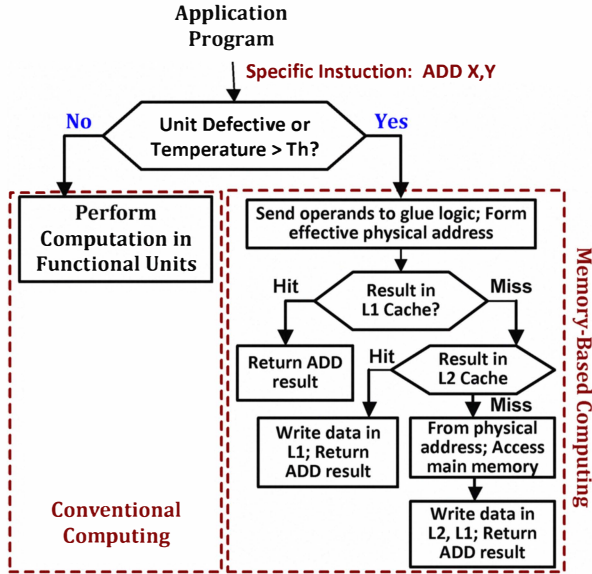 Application
Program
Specific Instuction: ADD X,Y
No
Unit Defective or
Temperature > Th?
Yes
Perform
Computation in
Functional Units
Send operands to glue logic; Form
effective physical address
Hit
Result in
L1 Cache?
Miss
Return ADD
result
Hit
Result in
L2 Cache
Miss
Write data in
L1; Return
ADD result
From physical
address; Access
main memory
Write data in
L2, L1; Return
ADD result
Conventional
Computing
Memory-Based Computing